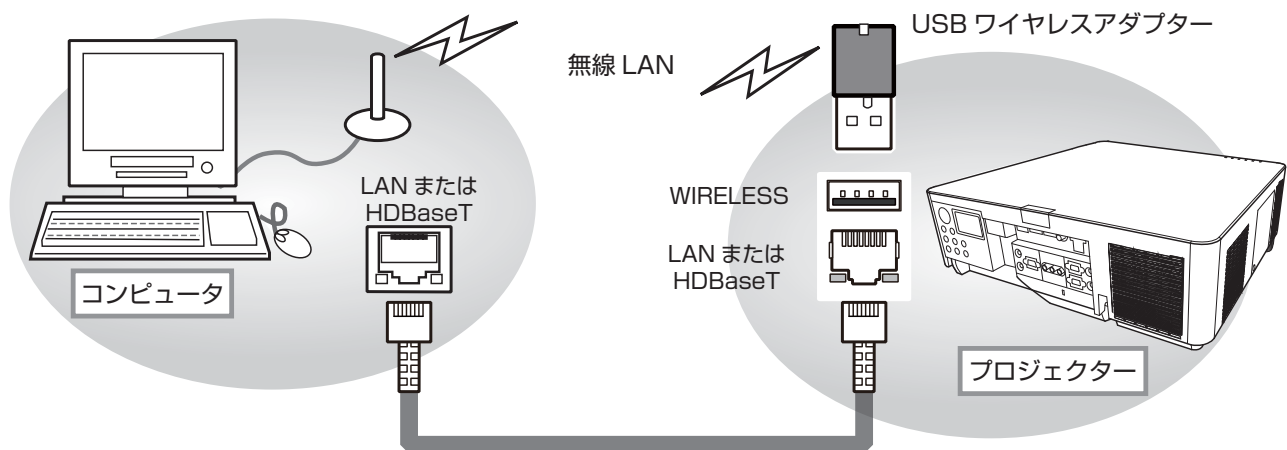 USB ワイヤレスアダプター
無線 LAN
LAN または
HDBaseT
コンピュータ
WIRELESS
LAN または
HDBaseT
プロジェクター